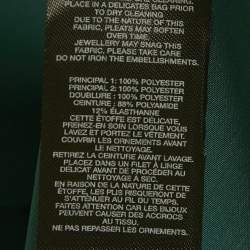 PLACE IN A DELICATES BAG PRIOR
TO DRY CLEANING.
DUE TO THE NATURE OF THIS
FABRIC, PLEATS MAY SOFTEN
OVER TIME.
JEWELLERY MAY SNAG THIS
FABRIC, PLEASE TAKE CARE
DO NOT IRON THE EMBELLISHMENTS.
PRINCIPAL 1: 100% POLYESTER
PRINCIPAL 2: 100% POLYESTER
DOUBLURE : 100% POLYESTER
CEINTURE : 88% POLYAMIDE
12% ÉLASTHANNE
CETTE ÉTOFFE EST DÉLICATE,
PRENEZ-EN SOIN LORSQUE VOUS
LAVEZ ET PORTEZ LE VÊTEMENT.
COUVRIR LES ORNEMENTS AVANT
LE NETTOYAGE.
RETIREZ LA CEINTURE AVANT LAVAGE.
PLACEZ DANS UN FILET À LINGE
DÉLICAT AVANT DE PROCÉDER AU
NETTOYAGE À SEC.
EN RAISON DE LA NATURE DE CETTE
ÉTOFFE, LES PLIS RISQUERONT DE
S'ATTÉNUER AU FIL DU TEMPS.
FAITES ATTENTION CAR LES BIJOUX
PEUVENT CAUSER DES ACCROCS
AU TISSU.
NE PAS REPASSER LES ORNEMENTS.